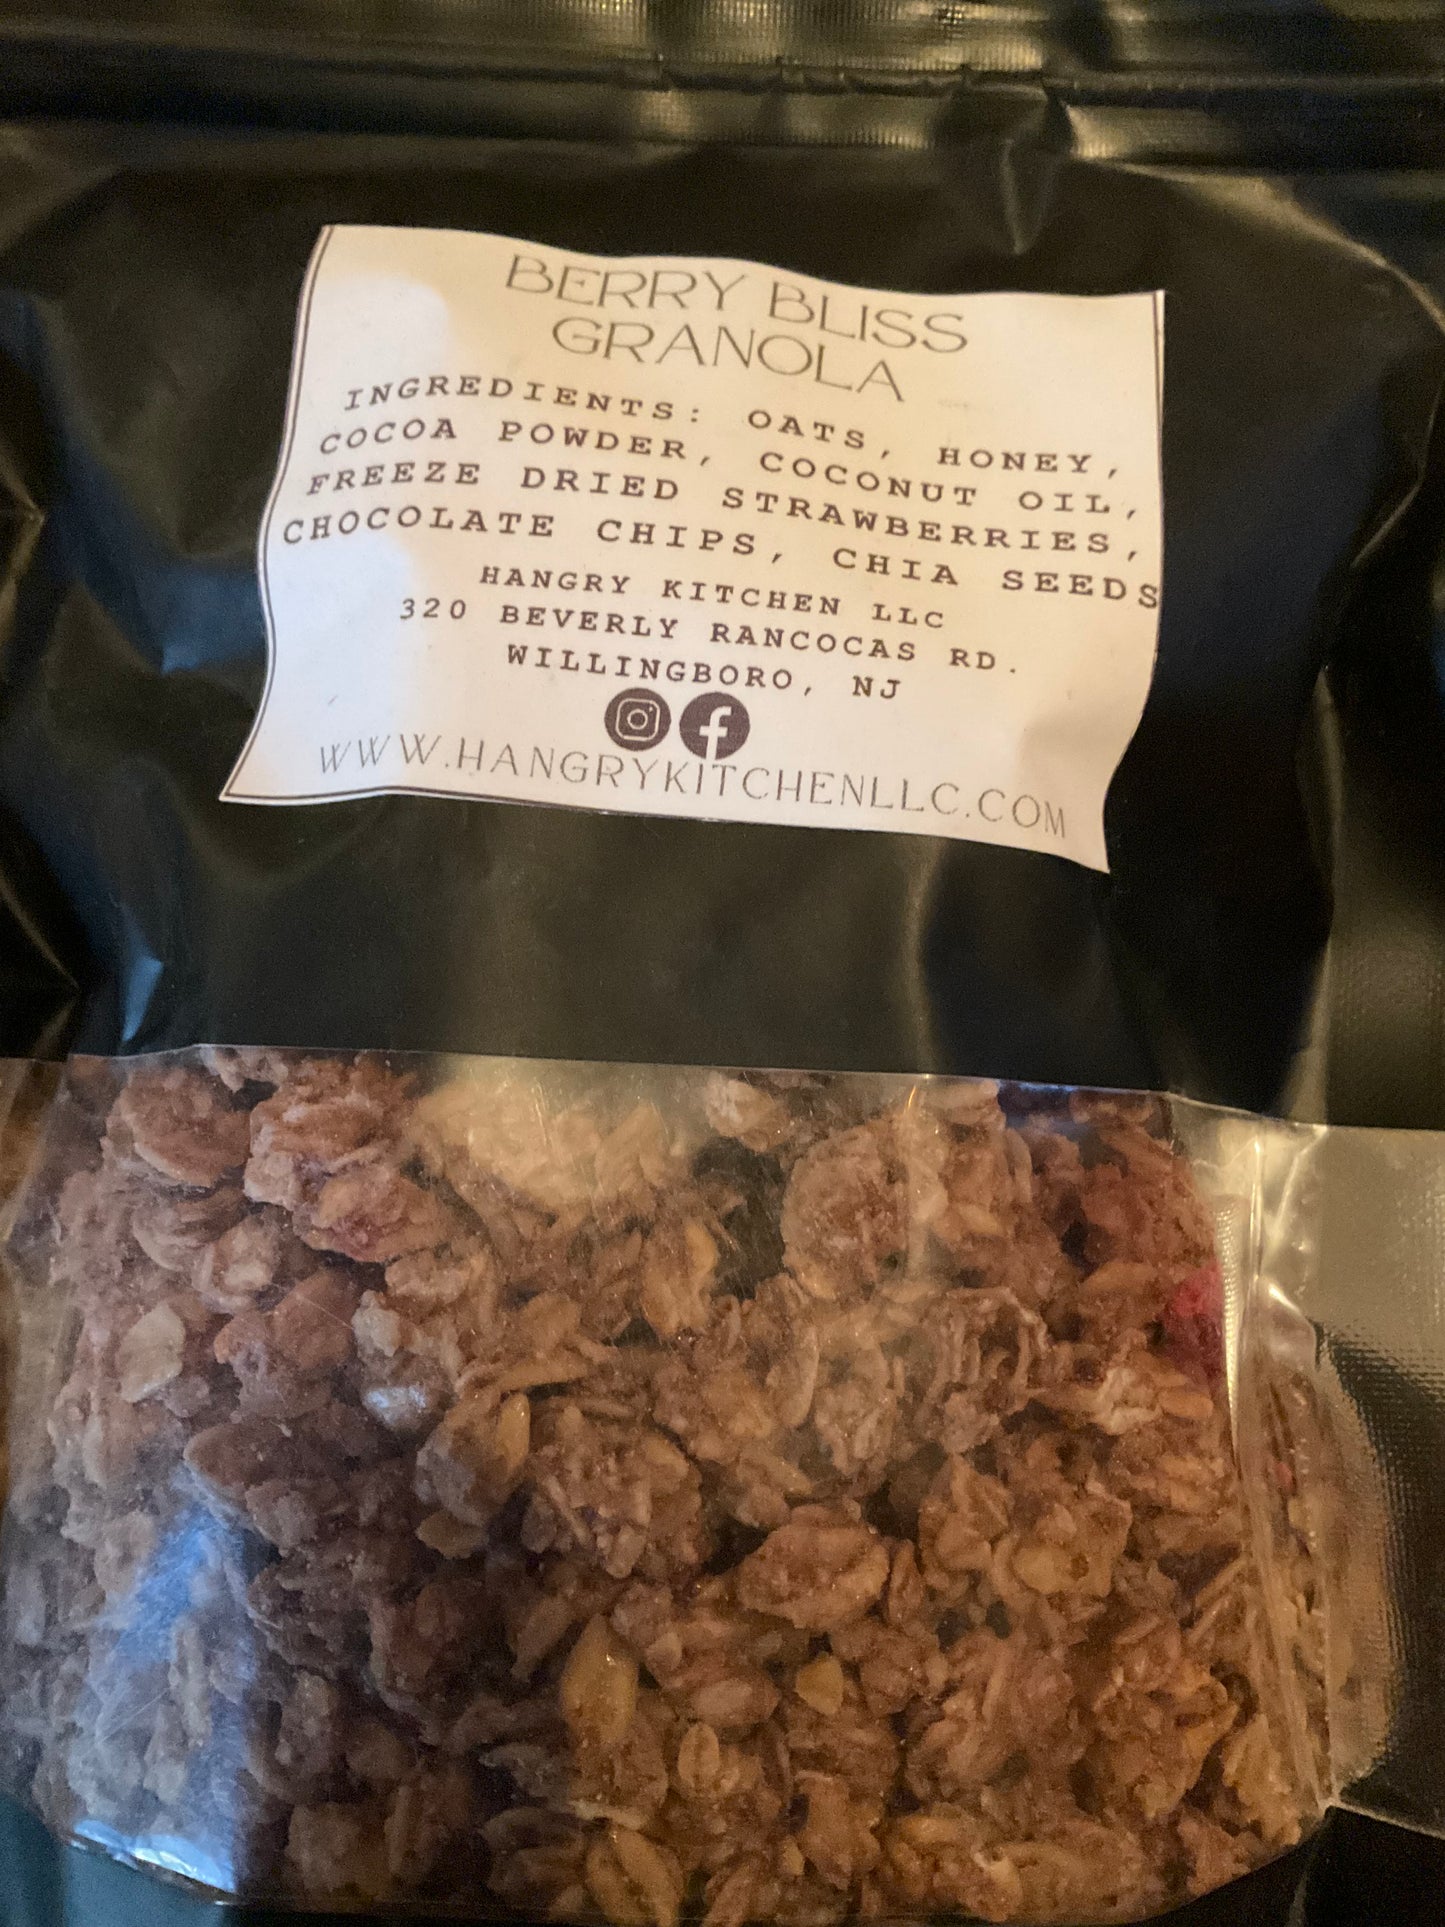 BERRY BLISS
GRANOLA
INGREDIENTS: OATS, HONEY,
COCOA POWDER, COCONUT OIL,
FREEZE DRIED STRAWBERRIES,
CHOCOLATE CHIPS, CHIA SEEDS
HANGRY KITCHEN LLC
320 BEVERLY RANCOCAS RD.
WILLINGBORO, NJ
WWW.HANGRYKITCHENLLC.COM